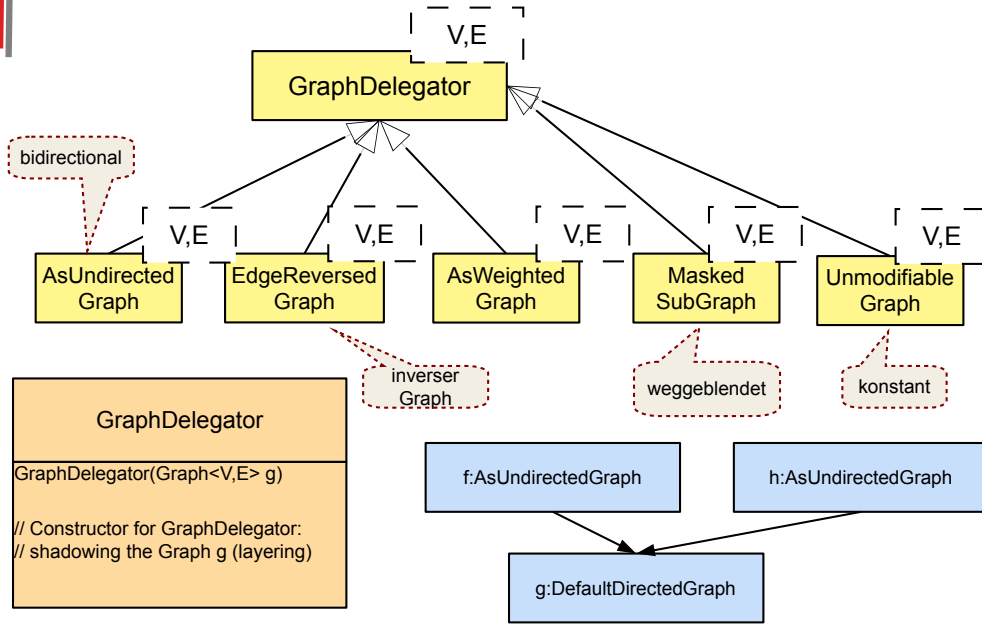 V,E
GraphDelegator
bidirectional
V,E
V,E
V,E
V,E
V,E
AsUndirected
Graph
EdgeReversed
Graph
AsWeighted
Graph
Masked
SubGraph
Unmodifiable
Graph
inverser
Graph
weggeblendet
konstant
GraphDelegator
GraphDelegator(Graph<V,E> g)
// Constructor for GraphDelegator:
// shadowing the Graph g (layering)
f:AsUndirectedGraph
h:AsUndirectedGraph
g:DefaultDirectedGraph